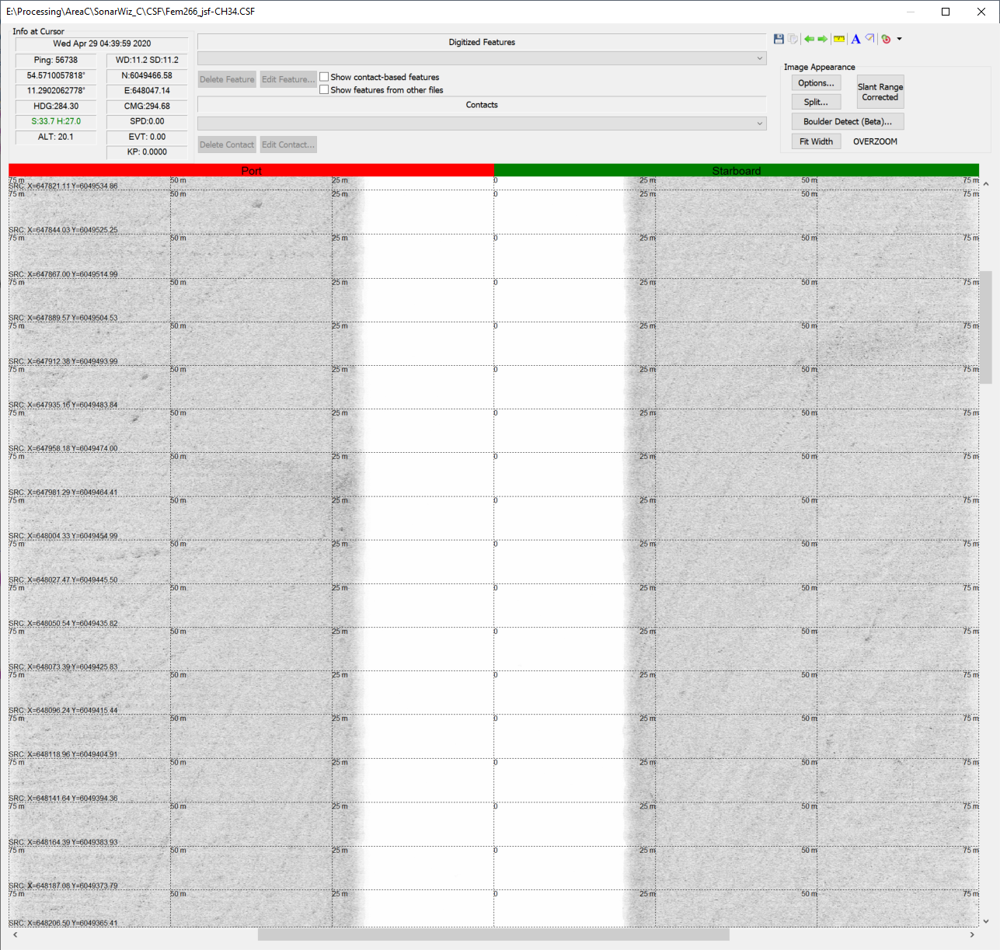 E:\Processing\AreaC\SonarWiz_C\CSF\Fem266_jsf-CH34.CSF
Info at Cursor
Wed Apr 29 04:39:59 2020
Ping: 56738 WD:11.2 SD:11.2
54.5710057818° N:6049466.58
11.2902062778° E:648047.14
HDG:284.30 CMG:294.68
S:33.7 H:27.0 SPD:0.00
ALT: 20.1 EVT: 0.00
KP: 0.0000
Digitized Features
Delete Feature Edit Feature... Show contact-based features
Show features from other files
Contacts
Delete Contact Edit Contact...
Image Appearance
Options... Slant Range Corrected
Split...
Boulder Detect (Beta)...
Fit Width OVERZOOM
Port Starboard
75 m 50 m 25 m 0 25 m 50 m 75 m
SRC: X=647821.11 Y=6049534.86
75 m 50 m 25 m 0 25 m 50 m 75 m
SRC: X=647844.03 Y=6049525.25
75 m 50 m 25 m 0 25 m 50 m 75 m
SRC: X=647867.00 Y=6049514.99
75 m 50 m 25 m 0 25 m 50 m 75 m
SRC: X=647889.57 Y=6049504.53
75 m 50 m 25 m 0 25 m 50 m 75 m
SRC: X=647912.38 Y=6049493.99
75 m 50 m 25 m 0 25 m 50 m 75 m
SRC: X=647935.16 Y=6049483.84
75 m 50 m 25 m 0 25 m 50 m 75 m
SRC: X=647958.18 Y=6049474.00
75 m 50 m 25 m 0 25 m 50 m 75 m
SRC: X=647981.29 Y=6049464.41
75 m 50 m 25 m 0 25 m 50 m 75 m
SRC: X=648004.33 Y=6049454.99
75 m 50 m 25 m 0 25 m 50 m 75 m
SRC: X=648027.47 Y=6049445.50
75 m 50 m 25 m 0 25 m 50 m 75 m
SRC: X=648050.54 Y=6049435.82
75 m 50 m 25 m 0 25 m 50 m 75 m
SRC: X=648073.39 Y=6049425.83
75 m 50 m 25 m 0 25 m 50 m 75 m
SRC: X=648096.24 Y=6049415.44
75 m 50 m 25 m 0 25 m 50 m 75 m
SRC: X=648118.96 Y=6049404.91
75 m 50 m 25 m 0 25 m 50 m 75 m
SRC: X=648141.64 Y=6049394.36
75 m 50 m 25 m 0 25 m 50 m 75 m
SRC: X=648164.39 Y=6049383.93
75 m 50 m 25 m 0 25 m 50 m 75 m
SRC: X=648187.08 Y=6049373.79
75 m 50 m 25 m 0 25 m 50 m 75 m
SRC: X=648206.50 Y=6049365.41